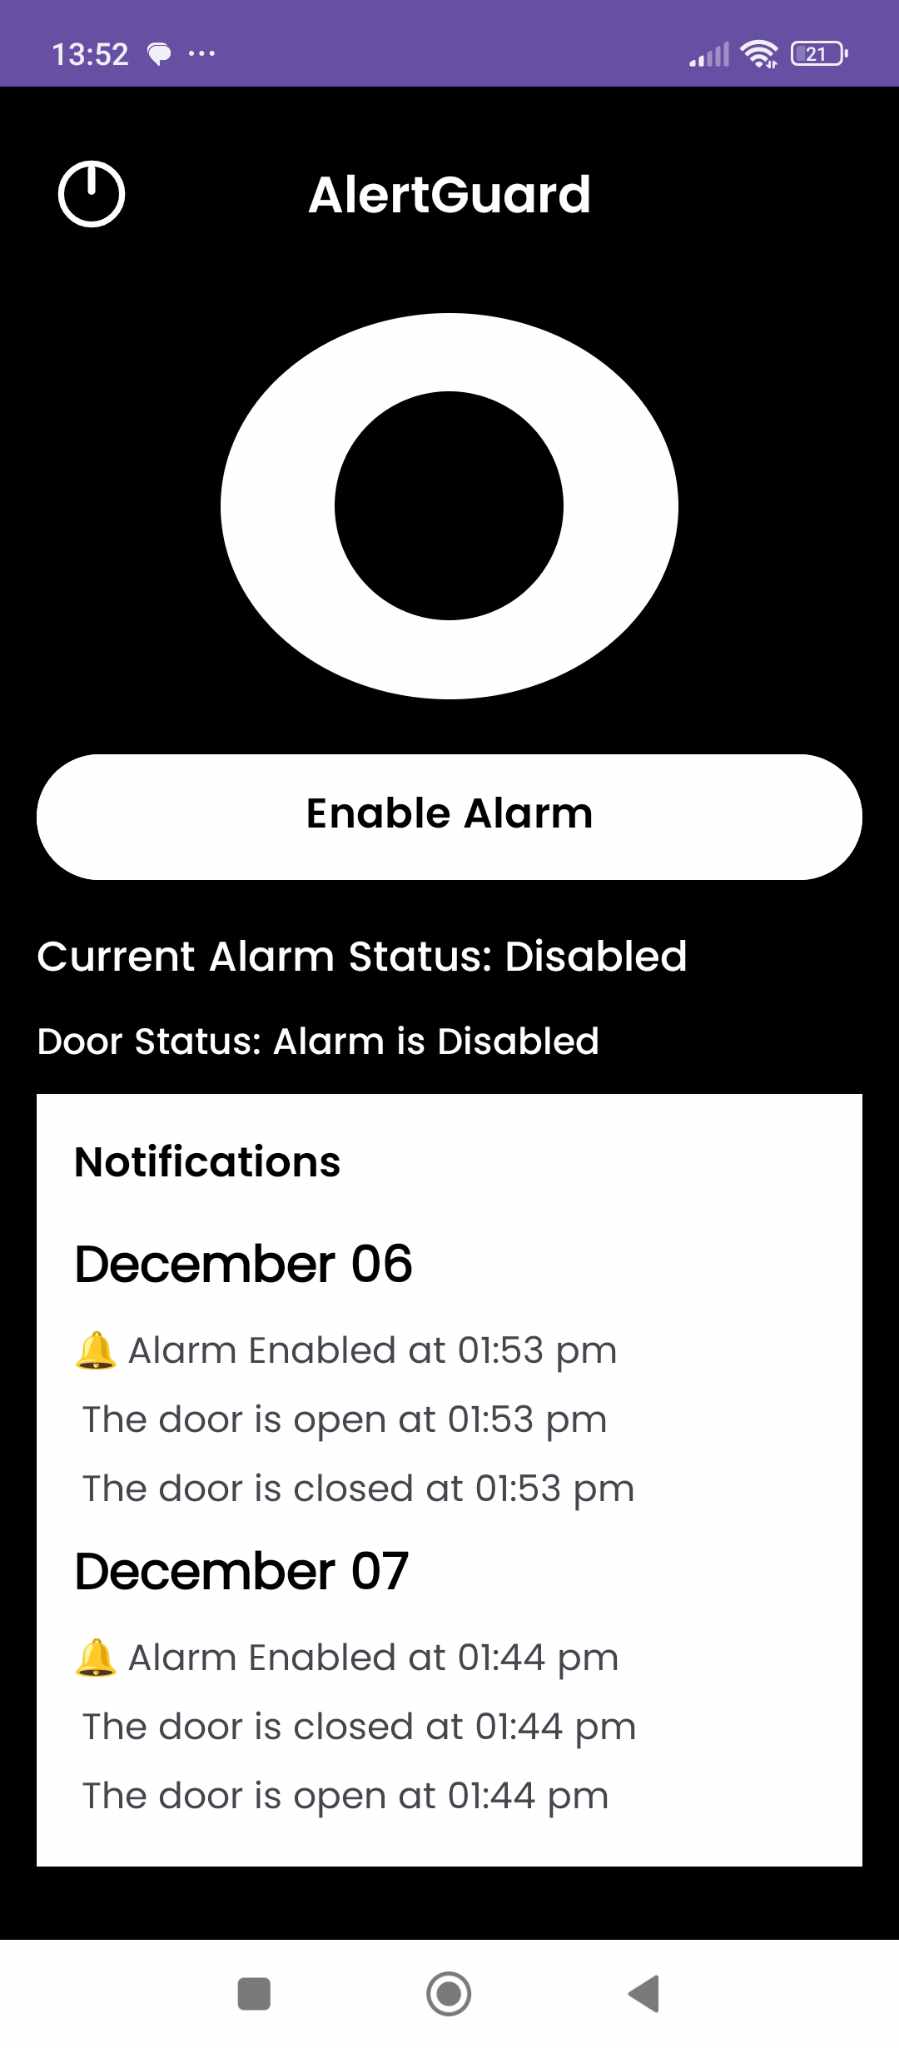 13:52
21
AlertGuard
Enable Alarm
Current Alarm Status: Disabled
Door Status: Alarm is Disabled
Notifications
December 06
🔔 Alarm Enabled at 01:53 pm
The door is open at 01:53 pm
The door is closed at 01:53 pm
December 07
🔔 Alarm Enabled at 01:44 pm
The door is closed at 01:44 pm
The door is open at 01:44 pm